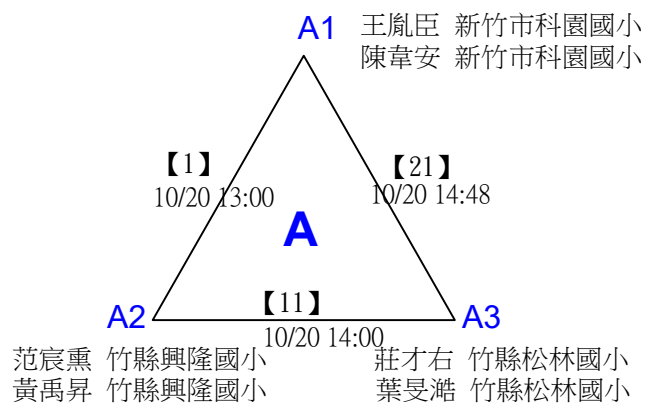 A1 王胤臣 新竹市科園國小
陳韋安 新竹市科園國小
【1】
10/20 13:00
【21】
10/20 14:48
A
【11】
10/20 14:00
A2
A3
范宸熏 竹縣興隆國小
黃禹昇 竹縣興隆國小
莊才右 竹縣松林國小
葉旻澔 竹縣松林國小